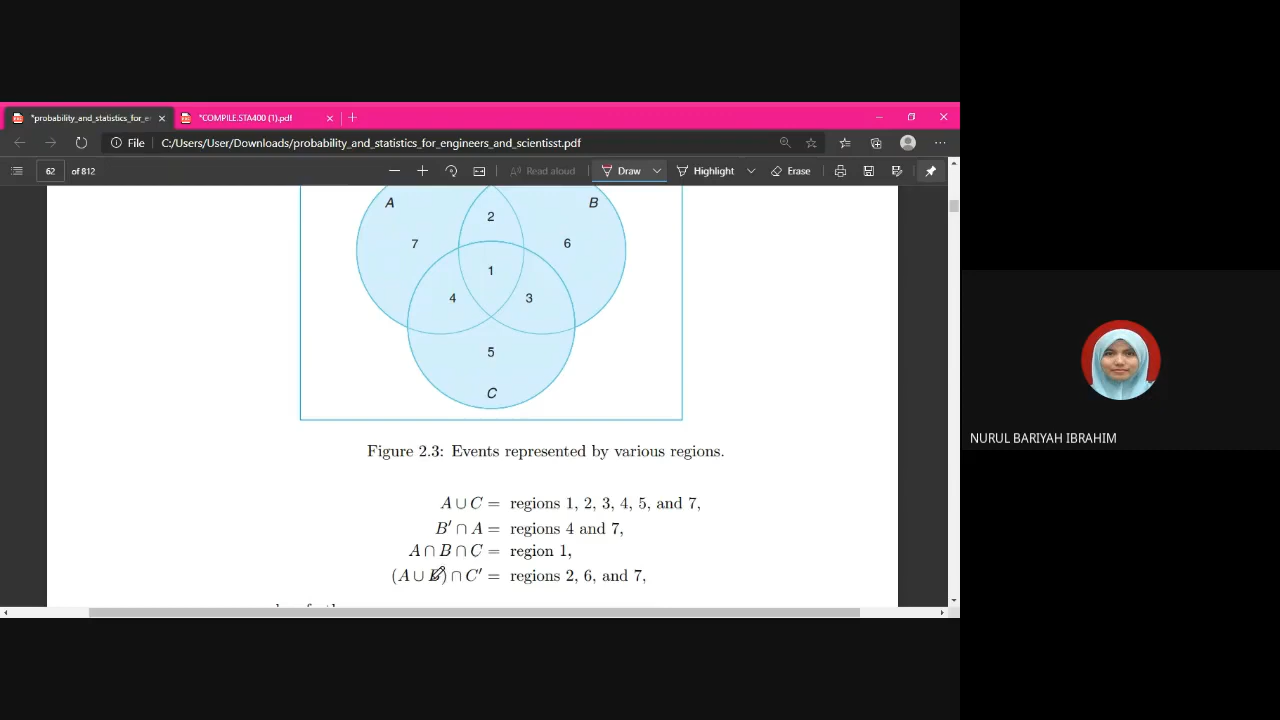 *probability_and_statistics_for_e
*COMPILE.STA400 (1).pdf
File C:/Users/User/Downloads/probability_and_statistics_for_engineers_and_scientisst.pdf
62 of 812 Read aloud Draw Highlight Erase
A B
2
7 6
1
4 3
5
C
Figure 2.3: Events represented by various regions.
A ∪ C = regions 1, 2, 3, 4, 5, and 7,
B′ ∩ A = regions 4 and 7,
A ∩ B ∩ C = region 1,
(A ∪ B) ∩ C′ = regions 2, 6, and 7,
NURUL BARIYAH IBRAHIM